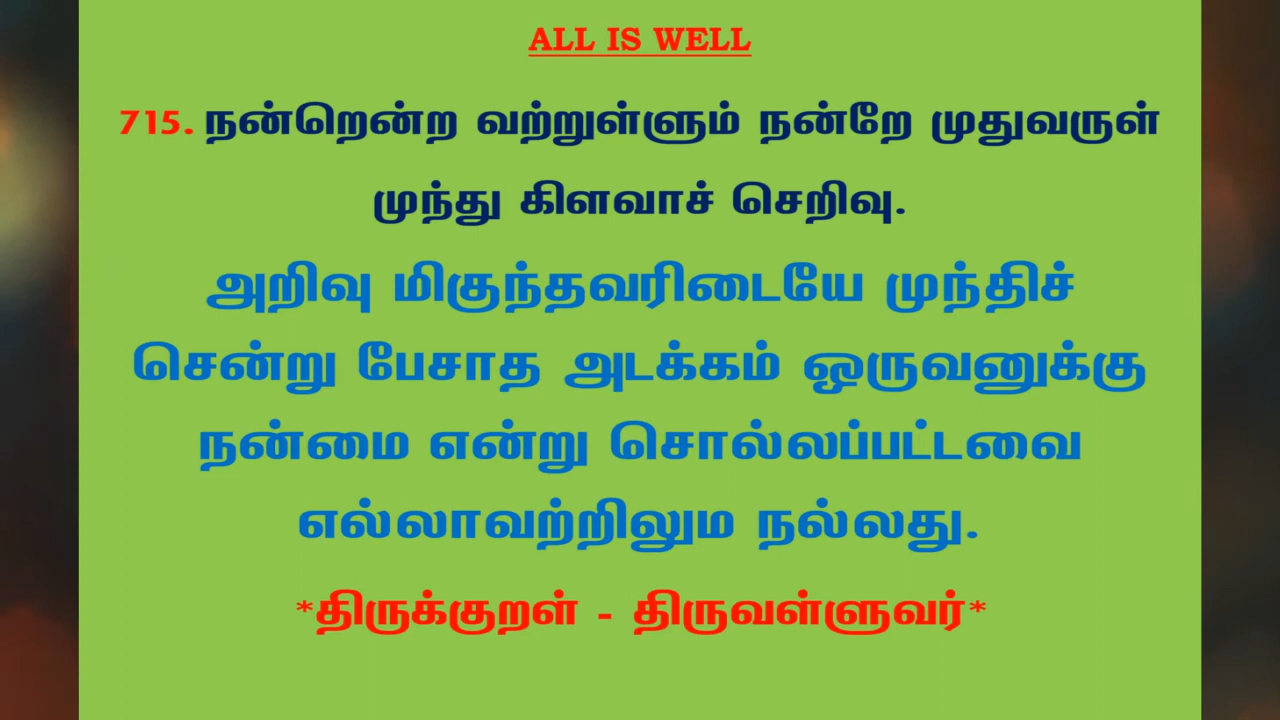 ALL IS WELL
715. நன்றென்ற வற்றுள்ளும் நன்றே முதுவருள்
முந்து கிளவாச் செறிவு.
அறிவு மிகுந்தவரிடையே முந்திச்
சென்று பேசாத அடக்கம் ஒருவனுக்கு
நன்மை என்று சொல்லப்பட்டவை
எல்லாவற்றிலும நல்லது.
*திருக்குறள் - திருவள்ளுவர்*